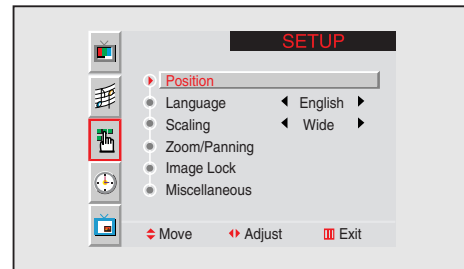 SETUP
Position
Language English
Scaling Wide
Zoom/Panning
Image Lock
Miscellaneous
Move Adjust Exit